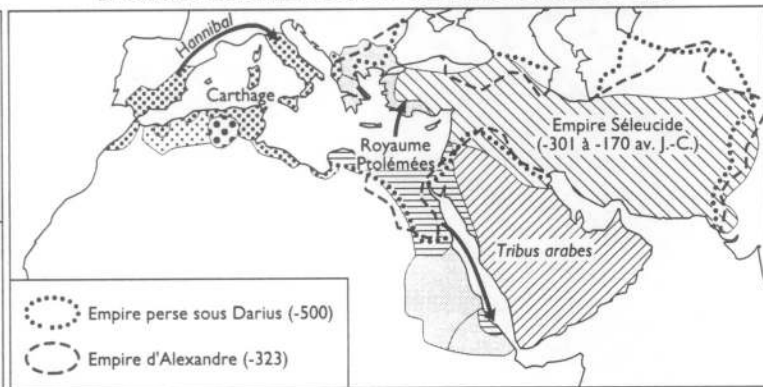 Hannibal
Carthage
Royaume
Ptolémées
Empire Séleucide
(-301 à -170 av. J.-C.)
Tribus arabes
Empire perse sous Darius (-500)
Empire d'Alexandre (-323)